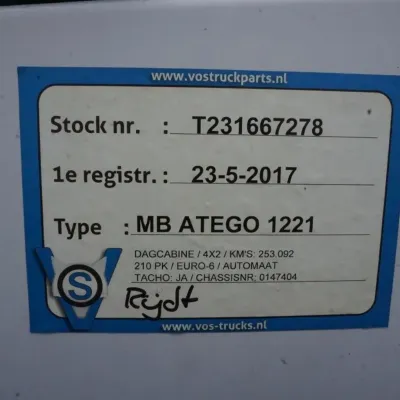 www.vostruckparts.nl
Stock nr. : T231667278
1e registr. : 23-5-2017
Type : MB ATEGO 1221
DAGCABINE / 4X2 / KM'S: 253.092
210 PK / EURO-6 / AUTOMAAT
TACHO: JA / CHASSISNR: 0147404
VOS
Rijdt
www.vos-trucks.nl